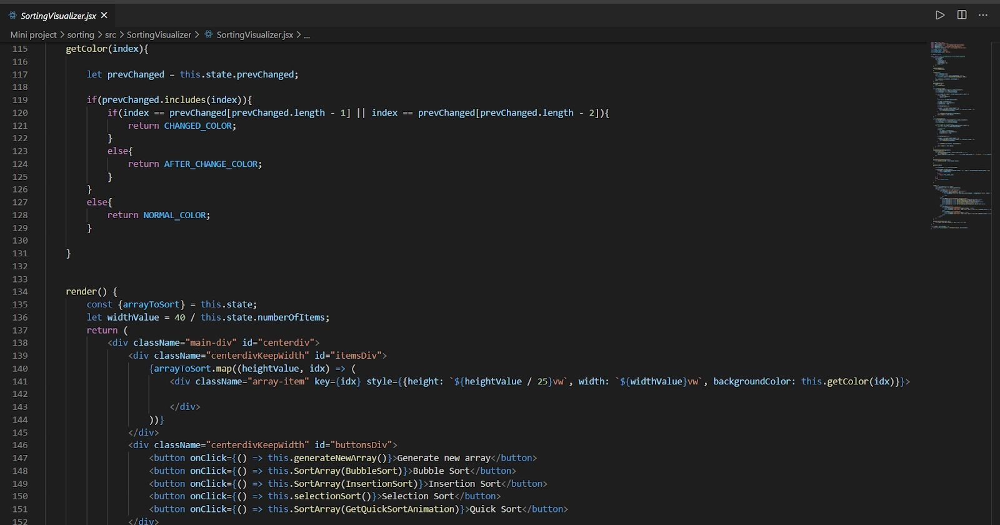 SortingVisualizer.jsx
Mini project > sorting > src > SortingVisualizer > SortingVisualizer.jsx > ...
115 getColor(index){
116
117 let prevChanged = this.state.prevChanged;
118
119 if(prevChanged.includes(index)){
120 if(index == prevChanged[prevChanged.length - 1] || index == prevChanged[prevChanged.length - 2]){
121 return CHANGED_COLOR;
122 }
123 else{
124 return AFTER_CHANGE_COLOR;
125 }
126 }
127 else{
128 return NORMAL_COLOR;
129 }
130
131 }
132
133
134 render() {
135 const {arrayToSort} = this.state;
136 let widthValue = 40 / this.state.numberOfItems;
137 return (
138 <div className="main-div" id="centerdiv">
139 <div className="centerdivKeepWidth" id="itemsDiv">
140 {arrayToSort.map((heightValue, idx) => (
141 <div className="array-item" key={idx} style={{height: `${heightValue / 25}vw`, width: `${widthValue}vw`, backgroundColor: this.getColor(idx)}}>
142
143 </div>
144 ))}
145 </div>
146 <div className="centerdivKeepWidth" id="buttonsDiv">
147 <button onClick={() => this.generateNewArray()}>Generate new array</button>
148 <button onClick={() => this.SortArray(BubbleSort)}>Bubble Sort</button>
149 <button onClick={() => this.SortArray(InsertionSort)}>Insertion Sort</button>
150 <button onClick={() => this.selectionSort()}>Selection Sort</button>
151 <button onClick={() => this.SortArray(GetQuickSortAnimation)}>Quick Sort</button>
152 </div>